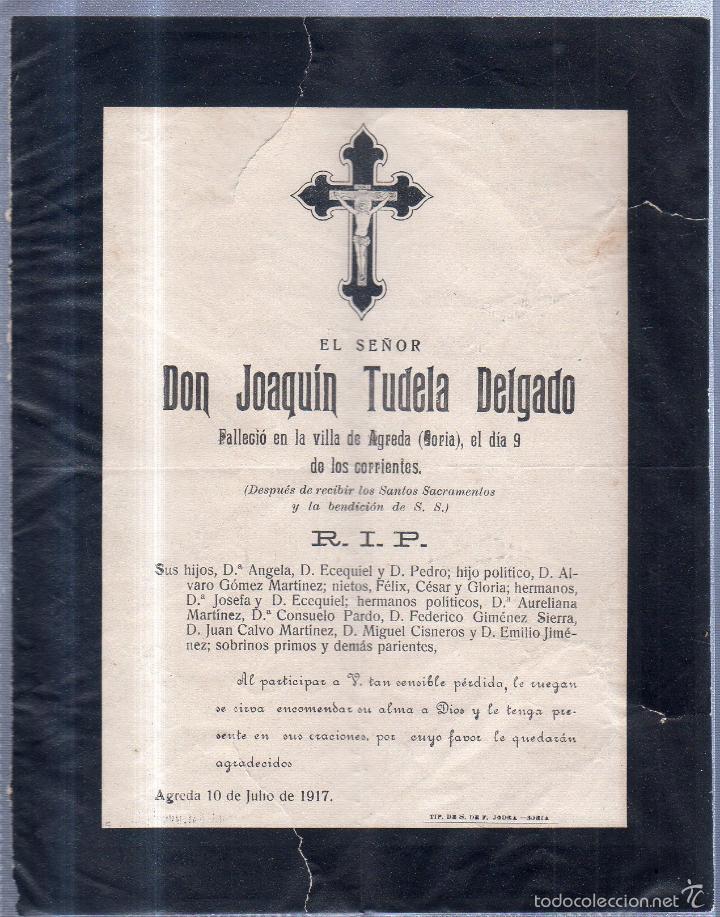 EL SEÑOR
Don Joaquín Tudela Delgado
Falleció en la villa de Agreda (Soria), el día 9
de los corrientes.
(Después de recibir los Santos Sacramentos
y la bendición de S. S.)
R. I. P.
Sus hijos, D.ª Angela, D. Ecequiel y D. Pedro; hijo político, D. Al-
varo Gómez Martínez; nietos, Félix, César y Gloria; hermanos,
D.ª Josefa y D. Ecequiel; hermanos políticos, D.ª Aureliana
Martínez, D.ª Consuelo Pardo, D. Federico Giménez Sierra,
D. Juan Calvo Martínez, D. Miguel Cisneros y D. Emilio Jimé-
nez; sobrinos primos y demás parientes,
Al participar a V. tan sensible pérdida, le ruegan
se sirva encomendar su alma a Dios y le tenga pre-
sente en sus oraciones, por cuyo favor le quedarán
agradecidos
Agreda 10 de Julio de 1917.
TIP. DE S. DE F. JODRA—SORIA
todocoleccion.net